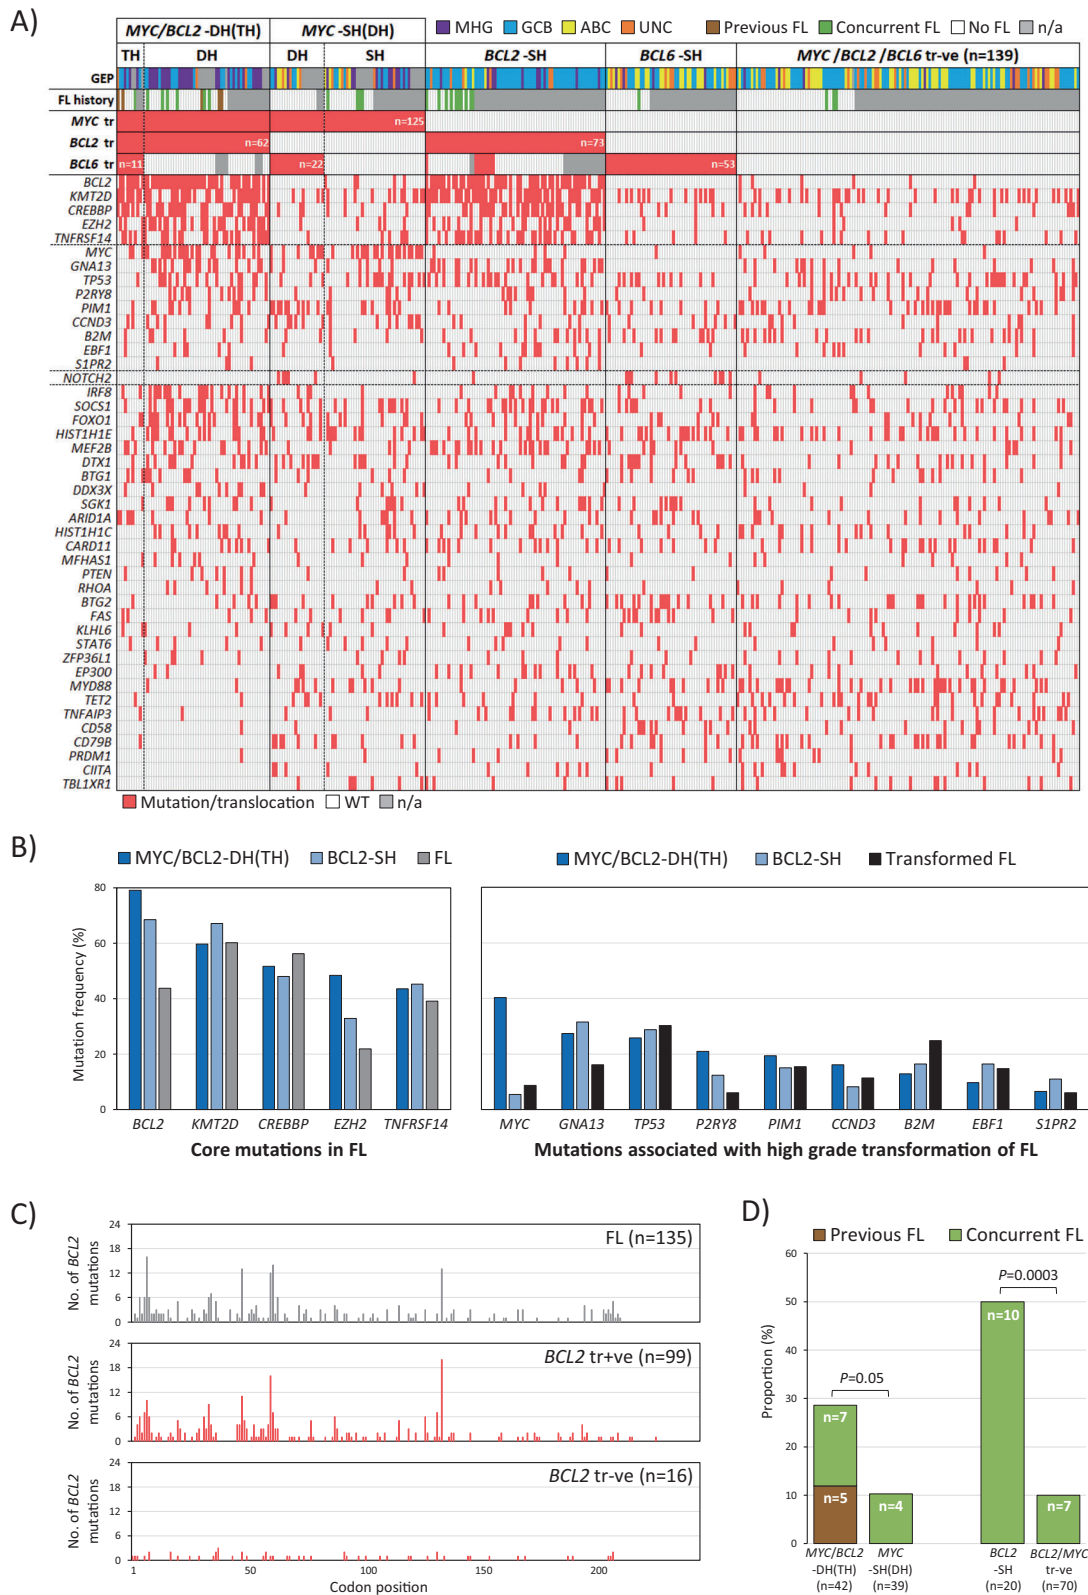 A)
MYC/BCL2 -DH(TH)
MYC -SH(DH)
MHG GCB ABC UNC Previous FL Concurrent FL No FL n/a
TH DH DH SH BCL2 -SH BCL6 -SH MYC /BCL2 /BCL6 tr-ve (n=139)
GEP
FL history
MYC tr n=125
BCL2 tr n=62 n=73
BCL6 tr n=11 n=22 n=53
BCL2
KMT2D
CREBBP
EZH2
TNFRSF14
MYC
GNA13
TP53
P2RY8
PIM1
CCND3
B2M
EBF1
S1PR2
NOTCH2
IRF8
SOCS1
FOXO1
HIST1H1E
MEF2B
DTX1
BTG1
DDX3X
SGK1
ARID1A
HIST1H1C
CARD11
MFHAS1
PTEN
RHOA
BTG2
FAS
KLHL6
STAT6
ZFP36L1
EP300
MYD88
TET2
TNFAIP3
CD58
CD79B
PRDM1
CIITA
TBL1XR1
Mutation/translocation WT n/a
B)
MYC/BCL2-DH(TH) BCL2-SH FL
MYC/BCL2-DH(TH) BCL2-SH Transformed FL
Mutation frequency (%)
80
60
40
20
0
BCL2 KMT2D CREBBP EZH2 TNFRSF14
MYC GNA13 TP53 P2RY8 PIM1 CCND3 B2M EBF1 S1PR2
Core mutations in FL
Mutations associated with high grade transformation of FL
C)
No. of BCL2
mutations
24
18
12
6
0
FL (n=135)
No. of BCL2
mutations
24
18
12
6
0
BCL2 tr+ve (n=99)
No. of BCL2
mutations
24
18
12
6
0
BCL2 tr-ve (n=16)
1 50 100 150 200
Codon position
D)
Previous FL Concurrent FL
Proportion (%)
60
50
40
30
20
10
0
P=0.0003
n=10
P=0.05
n=7
n=5
n=4
n=7
MYC/BCL2
-DH(TH)
(n=42)
MYC
-SH(DH)
(n=39)
BCL2
-SH
(n=20)
BCL2/MYC
tr-ve
(n=70)